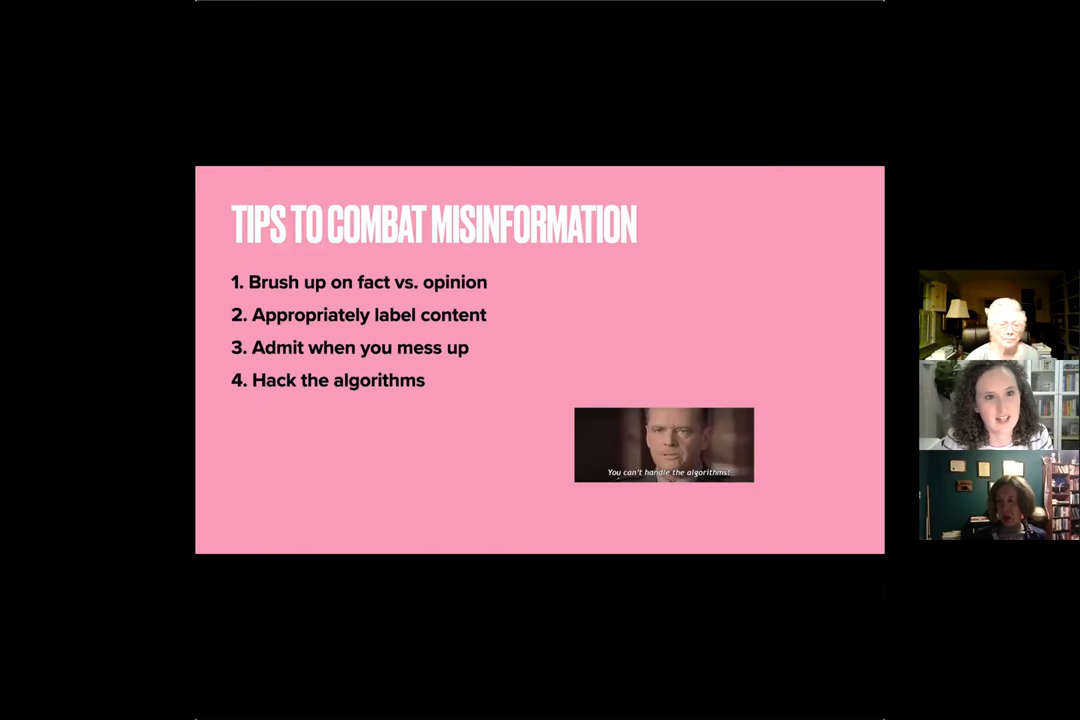 TIPS TO COMBAT MISINFORMATION
1. Brush up on fact vs. opinion
2. Appropriately label content
3. Admit when you mess up
4. Hack the algorithms
You can't handle the algorithms!